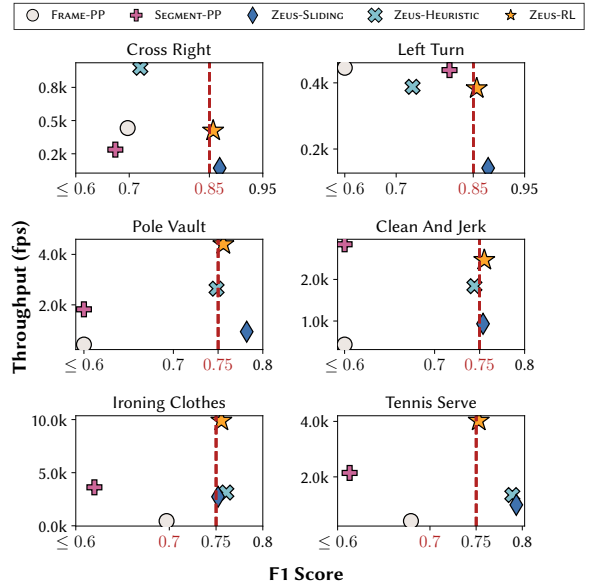 FRAME-PP SEGMENT-PP ZEUS-SLIDING ZEUS-HEURISTIC ZEUS-RL
Cross Right Left Turn
0.8k
0.5k
0.2k
≤ 0.6 0.7 0.85 0.95
0.4k
0.2k
≤ 0.6 0.7 0.85 0.95
Throughput (fps)
Pole Vault Clean And Jerk
4.0k
2.0k
≤ 0.6 0.7 0.75 0.8
2.0k
1.0k
≤ 0.6 0.7 0.75 0.8
Ironing Clothes Tennis Serve
10.0k
5.0k
0.0k
≤ 0.6 0.7 0.75 0.8
4.0k
2.0k
≤ 0.6 0.7 0.75 0.8
F1 Score